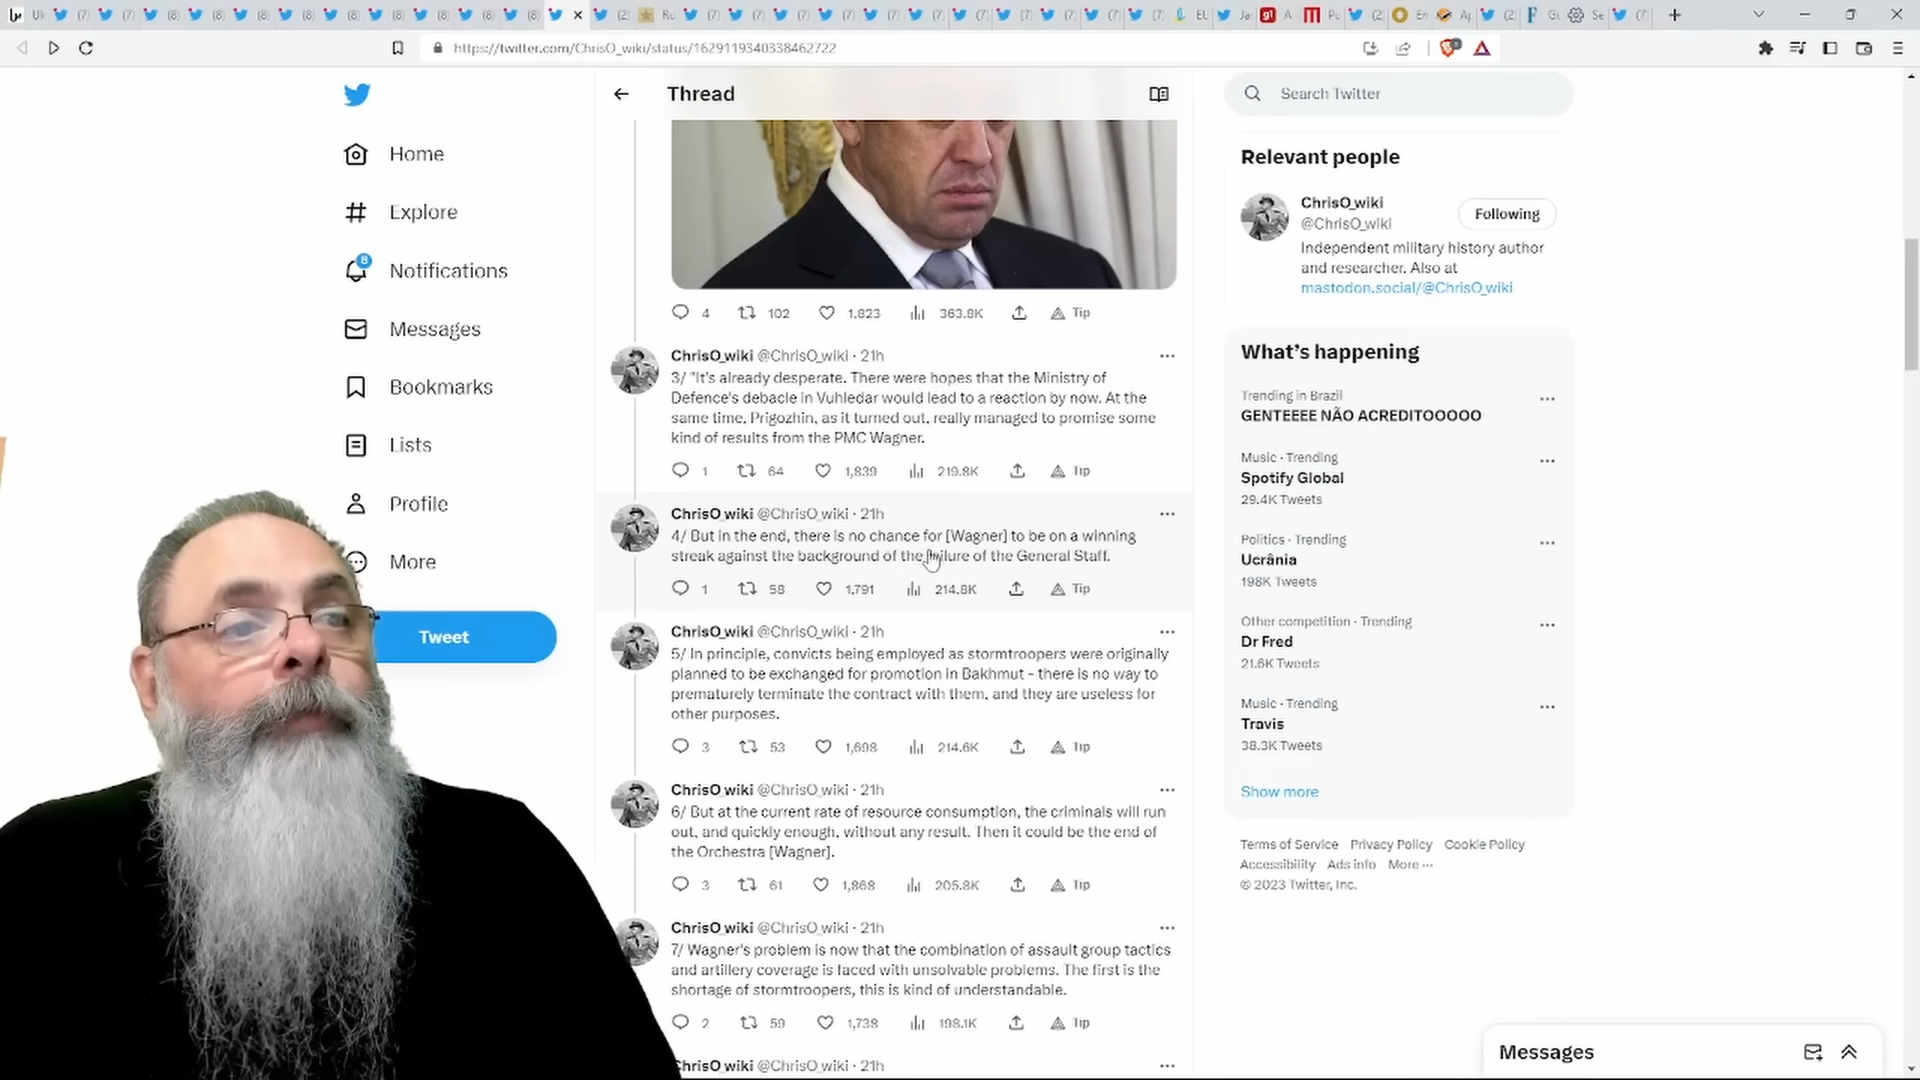 https://twitter.com/ChrisO_wiki/status/1629119340338462722
Home
Explore
8
Notifications
Messages
Bookmarks
Lists
Profile
More
Tweet
Thread
4 102 1,823 363.8K Tip
ChrisO_wiki @ChrisO_wiki · 21h
3/ "It's already desperate. There were hopes that the Ministry of
Defence's debacle in Vuhledar would lead to a reaction by now. At the
same time, Prigozhin, as it turned out, really managed to promise some
kind of results from the PMC Wagner.
1 64 1,839 219.8K Tip
ChrisO_wiki @ChrisO_wiki · 21h
4/ But in the end, there is no chance for [Wagner] to be on a winning
streak against the background of the failure of the General Staff.
1 58 1,791 214.8K Tip
ChrisO_wiki @ChrisO_wiki · 21h
5/ In principle, convicts being employed as stormtroopers were originally
planned to be exchanged for promotion in Bakhmut - there is no way to
prematurely terminate the contract with them, and they are useless for
other purposes.
3 53 1,698 214.6K Tip
ChrisO_wiki @ChrisO_wiki · 21h
6/ But at the current rate of resource consumption, the criminals will run
out, and quickly enough, without any result. Then it could be the end of
the Orchestra [Wagner].
3 61 1,868 205.8K Tip
ChrisO_wiki @ChrisO_wiki · 21h
7/ Wagner's problem is now that the combination of assault group tactics
and artillery coverage is faced with unsolvable problems. The first is the
shortage of stormtroopers, this is kind of understandable.
2 59 1,738 198.1K Tip
ChrisO_wiki @ChrisO_wiki · 21h
Search Twitter
Relevant people
ChrisO_wiki
@ChrisO_wiki
Following
Independent military history author
and researcher. Also at
mastodon.social/@ChrisO_wiki
What's happening
Trending in Brazil
GENTEEEE NÃO ACREDITOOOOO
Music · Trending
Spotify Global
29.4K Tweets
Politics · Trending
Ucrânia
198K Tweets
Other competition · Trending
Dr Fred
21.6K Tweets
Music · Trending
Travis
38.3K Tweets
Show more
Terms of Service Privacy Policy Cookie Policy
Accessibility Ads info More ···
© 2023 Twitter, Inc.
Messages